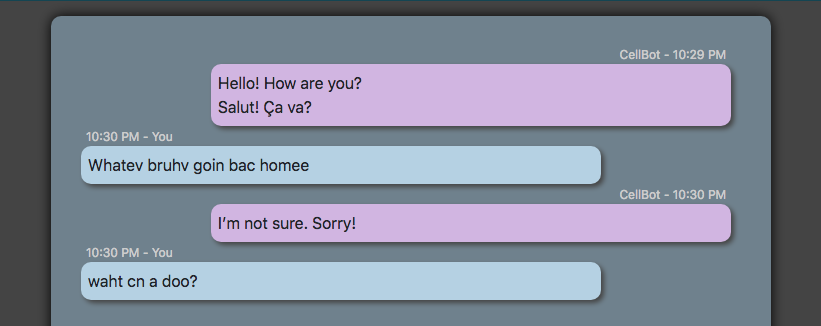 CellBot - 10:29 PM
Hello! How are you?
Salut! Ça va?
10:30 PM - You
Whatev bruhv goin bac homee
CellBot - 10:30 PM
I'm not sure. Sorry!
10:30 PM - You
waht cn a doo?